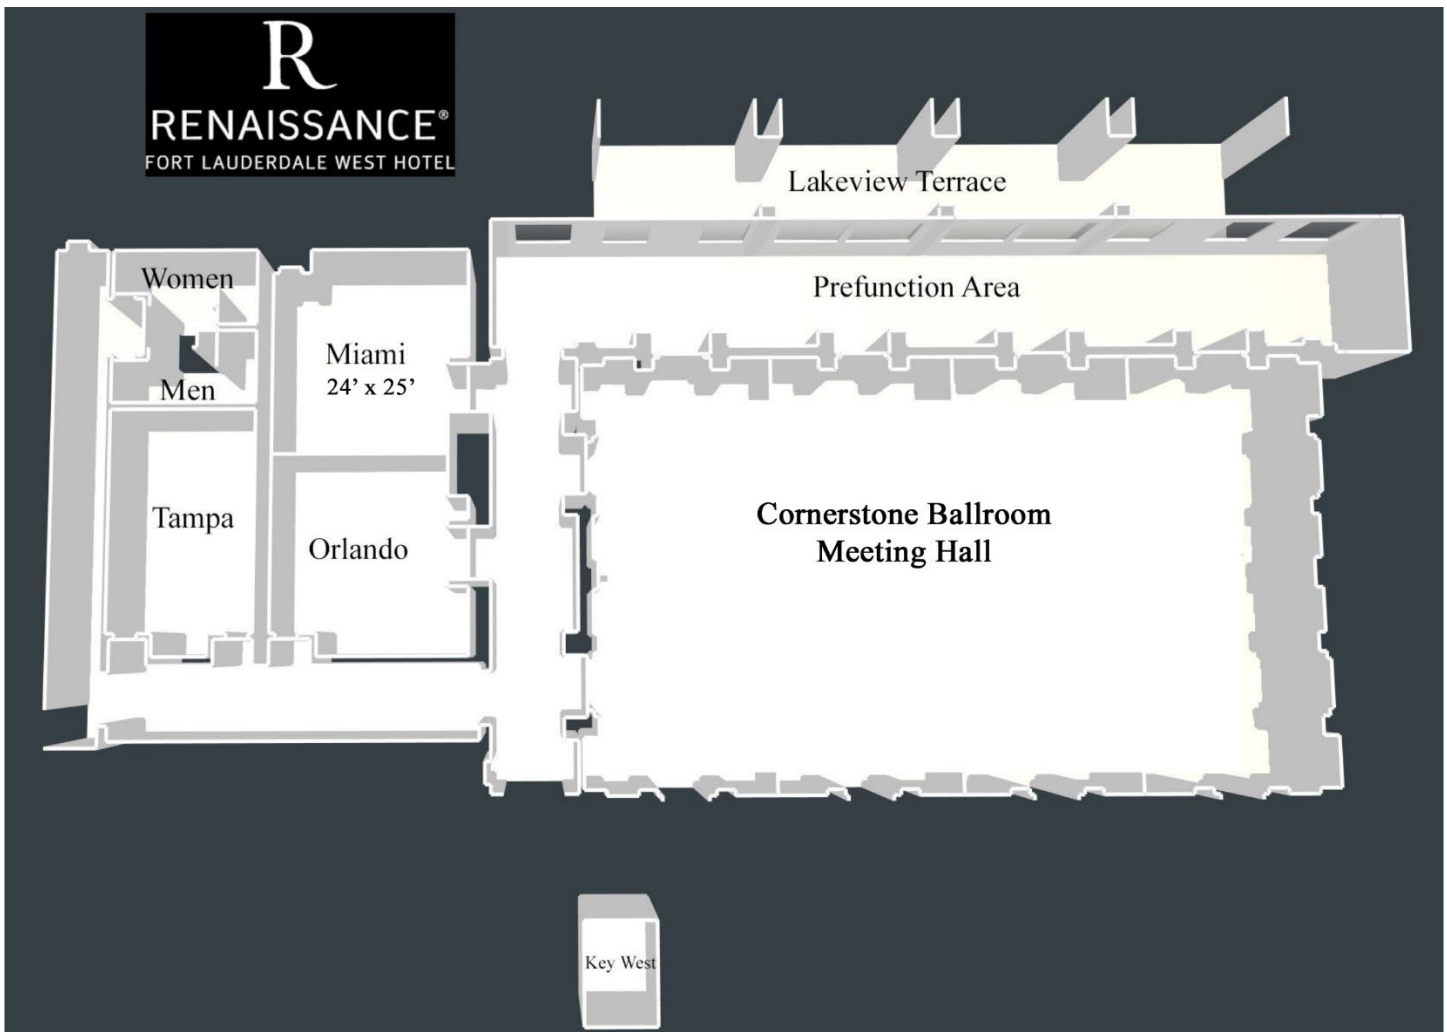 R
RENAISSANCE®
FORT LAUDERDALE WEST HOTEL
Lakeview Terrace
Women
Prefunction Area
Miami
24’ x 25’
Men
Tampa
Orlando
Cornerstone Ballroom
Meeting Hall
Key West